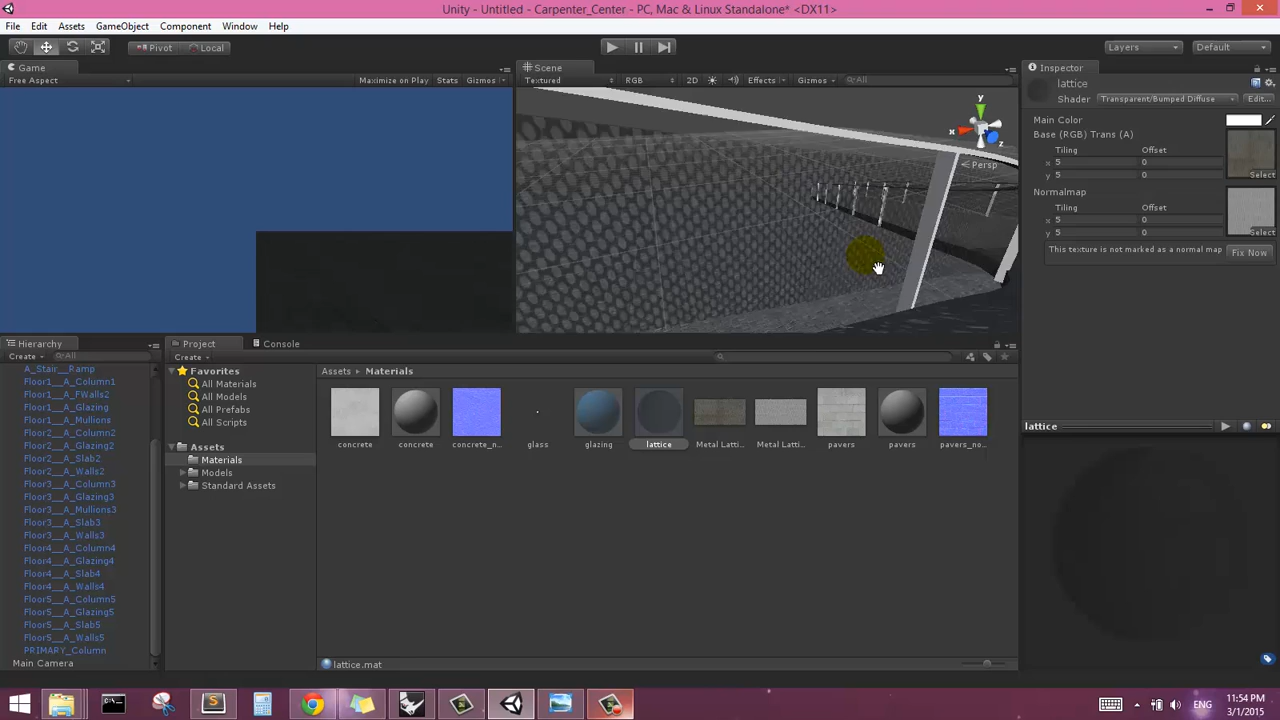 Unity - Untitled - Carpenter_Center - PC, Mac & Linux Standalone* <DX11>
File Edit Assets GameObject Component Window Help
Pivot Local Layers Default
Game Scene Inspector
Free Aspect Maximize on Play Stats Gizmos Textured RGB 2D Effects Gizmos All
lattice
Shader Transparent/Bumped Diffuse Edit...
Main Color
Base (RGB) Trans (A)
Tiling Offset
x 5 0
y 5 0
Select
Normalmap
Tiling Offset
x 5 0
y 5 0
Select
This texture is not marked as a normal map Fix Now
y
x
z
Persp
Hierarchy
Create All
A_Stair__Ramp
Floor1__A_Column1
Floor1__A_FWalls2
Floor1__A_Glazing
Floor1__A_Mullions
Floor2__A_Column2
Floor2__A_Glazing2
Floor2__A_Slab2
Floor2__A_Walls2
Floor3__A_Column3
Floor3__A_Glazing3
Floor3__A_Mullions3
Floor3__A_Slab3
Floor3__A_Walls3
Floor4__A_Column4
Floor4__A_Glazing4
Floor4__A_Slab4
Floor4__A_Walls4
Floor5__A_Column5
Floor5__A_Glazing5
Floor5__A_Slab5
Floor5__A_Walls5
PRIMARY_Column
Main Camera
Project Console
Create
Favorites
All Materials
All Models
All Prefabs
All Scripts
Assets
Materials
Models
Standard Assets
Assets Materials
concrete concrete concrete_n... glass glazing lattice Metal Latti... Metal Latti... pavers pavers pavers_no...
lattice.mat
lattice
ENG
11:54 PM
3/1/2015